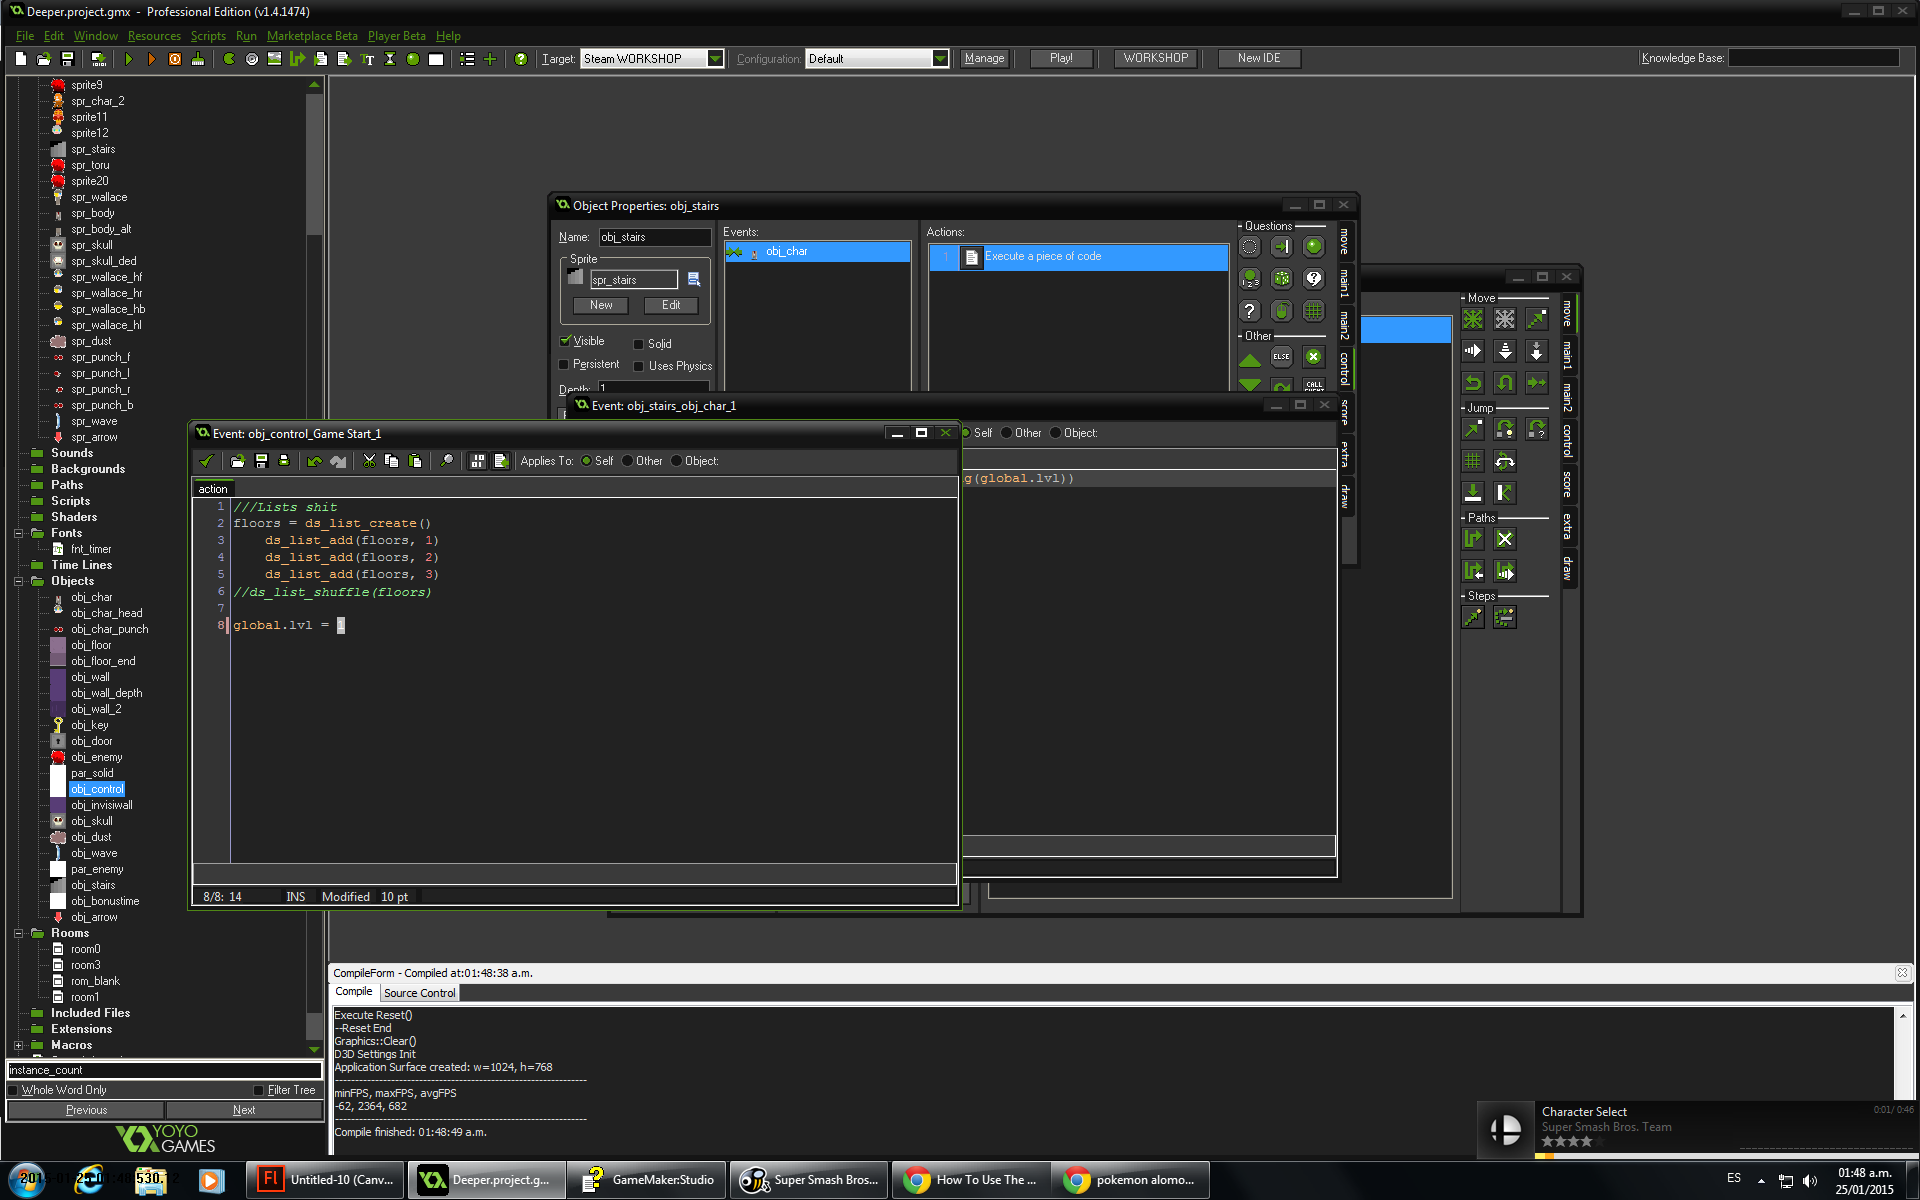 Deeper.project.gmx - Professional Edition (v1.4.1474)
File Edit Window Resources Scripts Run Marketplace Beta Player Beta Help
Target: Steam WORKSHOP Configuration: Default Manage Play! WORKSHOP New IDE Knowledge Base:
sprite9
spr_char_2
sprite11
sprite12
spr_stairs
spr_toru
sprite20
spr_wallace
spr_body
spr_body_alt
spr_skull
spr_skull_ded
spr_wallace_hf
spr_wallace_hr
spr_wallace_hb
spr_wallace_hl
spr_dust
spr_punch_f
spr_punch_l
spr_punch_r
spr_punch_b
spr_wave
spr_arrow
Sounds
Backgrounds
Paths
Scripts
Shaders
Fonts
fnt_timer
Time Lines
Objects
obj_char
obj_char_head
obj_char_punch
obj_floor
obj_floor_end
obj_wall
obj_wall_depth
obj_wall_2
obj_key
obj_door
obj_enemy
par_solid
obj_control
obj_invisiwall
obj_skull
obj_dust
obj_wave
par_enemy
obj_stairs
obj_bonustime
obj_arrow
Rooms
room0
room3
rom_blank
room1
Included Files
Extensions
Macros
instance_count
Whole Word Only Filter Tree
Previous Next
YOYO
GAMES
Object Properties: obj_stairs
Name: obj_stairs
Sprite
spr_stairs
New Edit
Visible Solid
Persistent Uses Physics
Depth: 1
Events:
obj_char
Actions:
1 Execute a piece of code
Questions
Other
ELSE
CALL
EVENT
move
main1
main2
control
score
extra
draw
Event: obj_stairs_obj_char_1
Self Other Object:
g(global.lvl))
Event: obj_control_Game Start_1
Applies To: Self Other Object:
action
1 ///Lists shit
2 floors = ds_list_create()
3 ds_list_add(floors, 1)
4 ds_list_add(floors, 2)
5 ds_list_add(floors, 3)
6 //ds_list_shuffle(floors)
7
8 global.lvl = 1
8/8: 14 INS Modified 10 pt
Move
Jump
Paths
Steps
move
main1
main2
control
score
extra
draw
CompileForm - Compiled at:01:48:38 a.m.
Compile Source Control
Execute Reset()
--Reset End
Graphics::Clear()
D3D Settings Init
Application Surface created: w=1024, h=768
minFPS, maxFPS, avgFPS
-62, 2364, 682
Compile finished: 01:48:49 a.m.
Character Select 0:01/ 0:46
Super Smash Bros. Team
Untitled-10 (Canv...
Deeper.project.g...
GameMaker:Studio
Super Smash Bros...
How To Use The ...
pokemon alomo...
ES
01:48 a.m.
25/01/2015